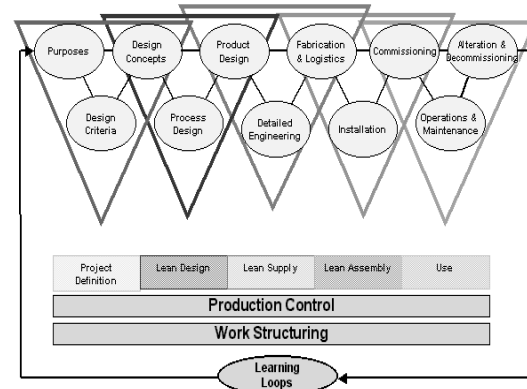 Purposes
Design
Concepts
Product
Design
Fabrication
& Logistics
Commissioning
Alteration &
Decommissioning
Design
Criteria
Process
Design
Detailed
Engineering
Installation
Operations &
Maintenance
Project
Definition
Lean Design
Lean Supply
Lean Assembly
Use
Production Control
Work Structuring
Learning
Loops